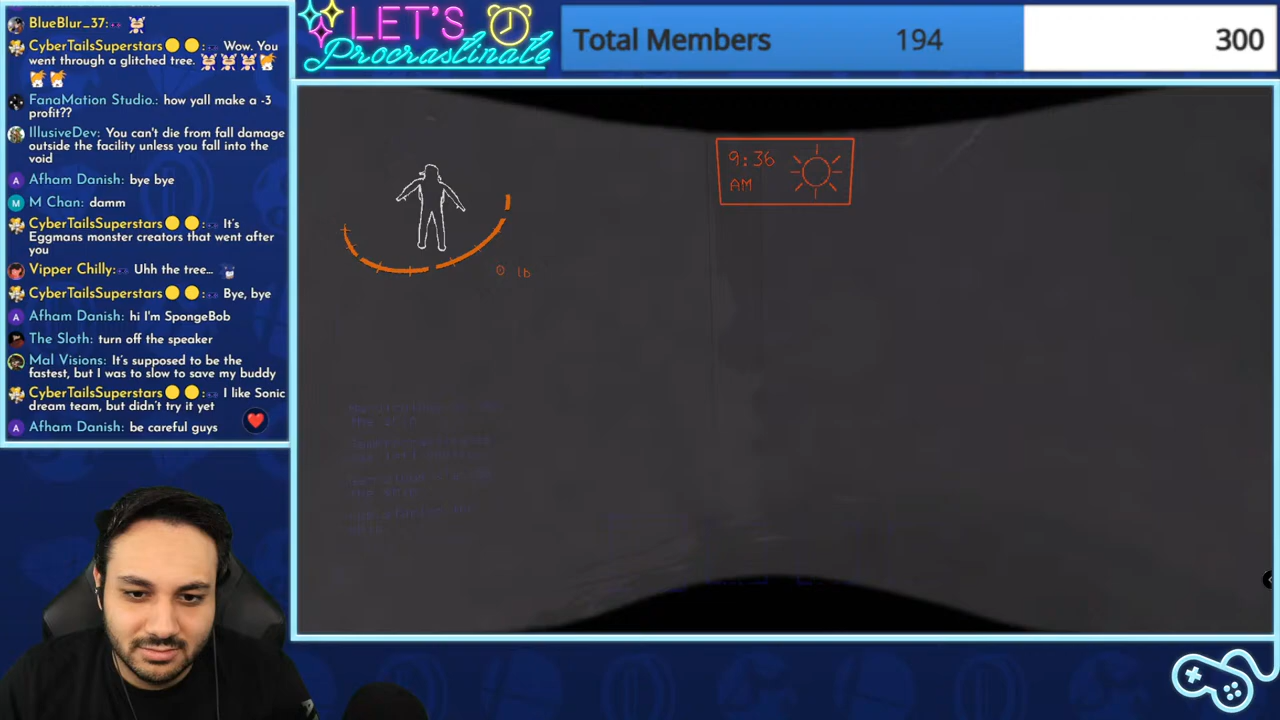 BlueBlur_37:
CyberTailsSuperstars: Wow. You
went through a glitched tree.
FanaMation Studio.: how yall make a -3
profit??
IllusiveDev: You can't die from fall damage
outside the facility unless you fall into the
void
A Afham Danish: bye bye
M M Chan: damm
CyberTailsSuperstars: It's
Eggmans monster creators that went after
you
Vipper Chilly: Uhh the tree...
CyberTailsSuperstars: Bye, bye
A Afham Danish: hi I'm SpongeBob
The Sloth: turn off the speaker
Mal Visions: It's supposed to be the
fastest, but I was to slow to save my buddy
CyberTailsSuperstars: I like Sonic
dream team, but didn't try it yet
A Afham Danish: be careful guys
LET'S
Procrastinate
Total Members 194 300
9:36
AM
0 lb